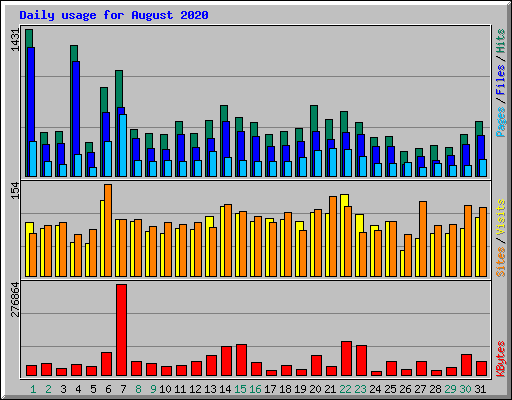 Daily usage for August 2020
1431
Pages / Files / Hits
164
Sites / Visits
276864
KBytes
1 2 3 4 5 6 7 8 9 10 11 12 13 14 15 16 17 18 19 20 21 22 23 24 25 26 27 28 29 30 31